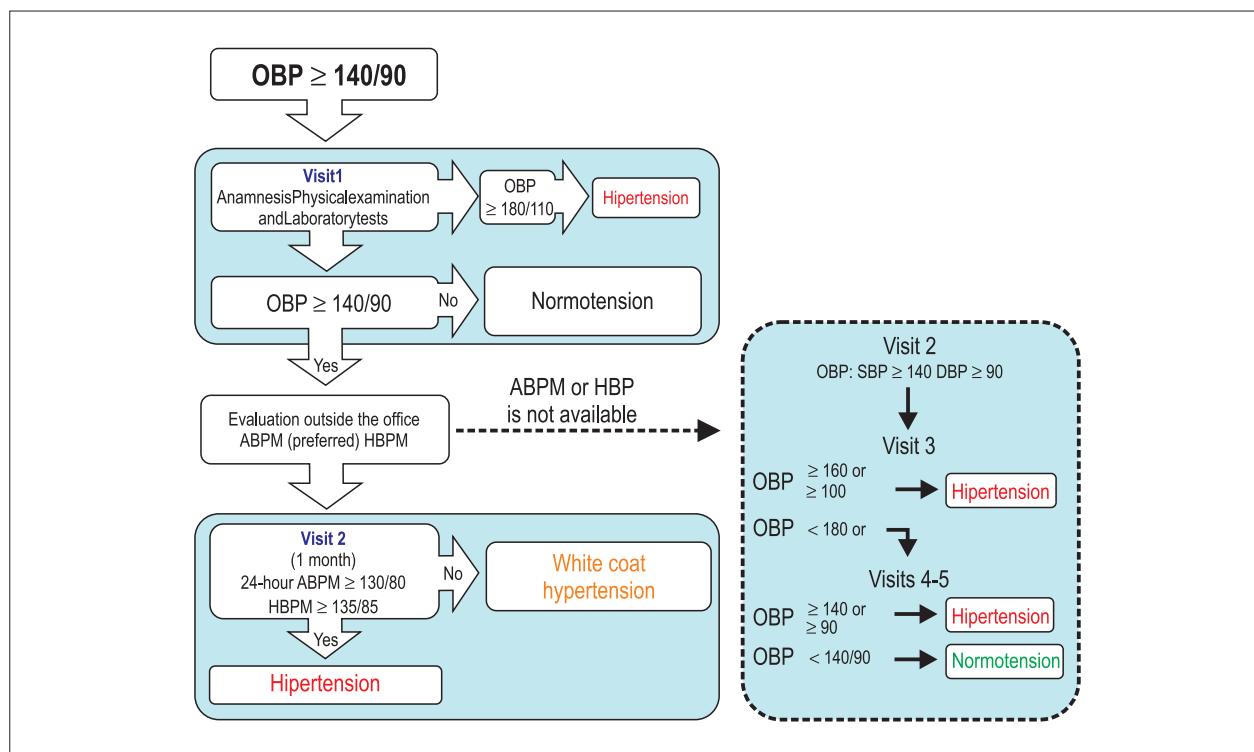 OBP ≥ 140/90
Visit1
AnamnesisPhysicalexamination
andLaboratorytests
OBP
≥ 180/110
Hipertension
OBP ≥ 140/90
No
Normotension
Yes
Evaluation outside the office
ABPM (preferred) HBPM
ABPM or HBP
is not available
Visit 2
(1 month)
24-hour ABPM ≥ 130/80
HBPM ≥ 135/85
No
White coat
hypertension
Yes
Hipertension
Visit 2
OBP: SBP ≥ 140 DBP ≥ 90
Visit 3
OBP ≥ 160 or
≥ 100
Hipertension
OBP < 180 or
Visits 4-5
OBP ≥ 140 or
≥ 90
Hipertension
OBP < 140/90
Normotension